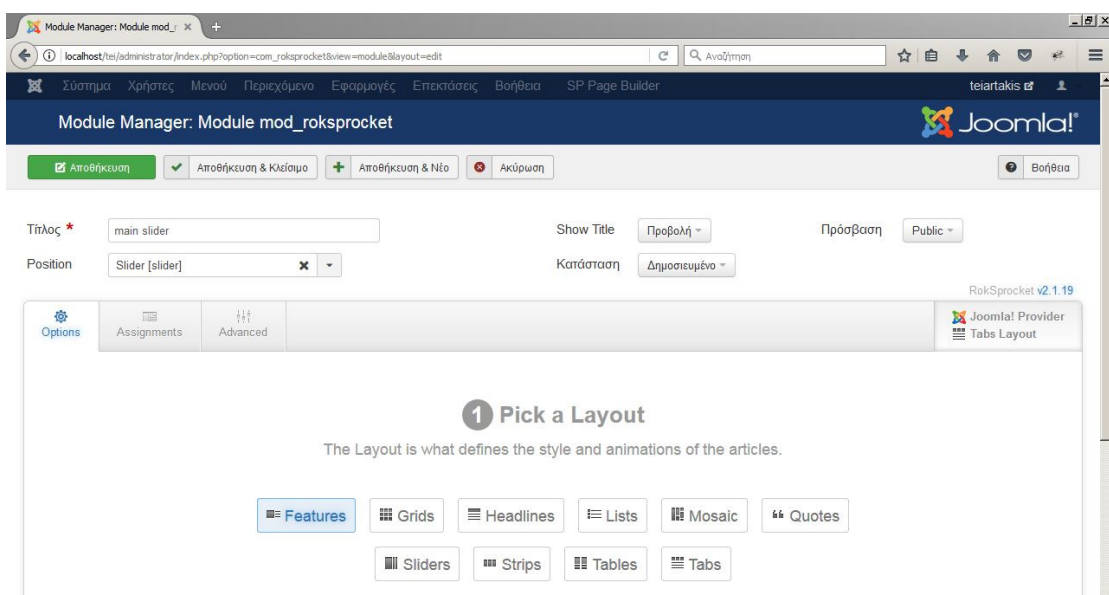 Module Manager: Module mod_r
localhost/tei/administrator/index.php?option=com_roksprocket&view=module&layout=edit
Αναζήτηση
Σύστημα Χρήστες Μενού Περιεχόμενο Εφαρμογές Επεκτάσεις Βοήθεια SP Page Builder teiartakis
Module Manager: Module mod_roksprocket Joomla!
Αποθήκευση Αποθήκευση & Κλείσιμο Αποθήκευση & Νέο Ακύρωση Βοήθεια
Τίτλος * main slider Show Title Προβολή Πρόσβαση Public
Position Slider [slider] Κατάσταση Δημοσιευμένο
RokSprocket v2.1.19
Options Assignments Advanced
Joomla! Provider
Tabs Layout
1 Pick a Layout
The Layout is what defines the style and animations of the articles.
Features Grids Headlines Lists Mosaic Quotes
Sliders Strips Tables Tabs